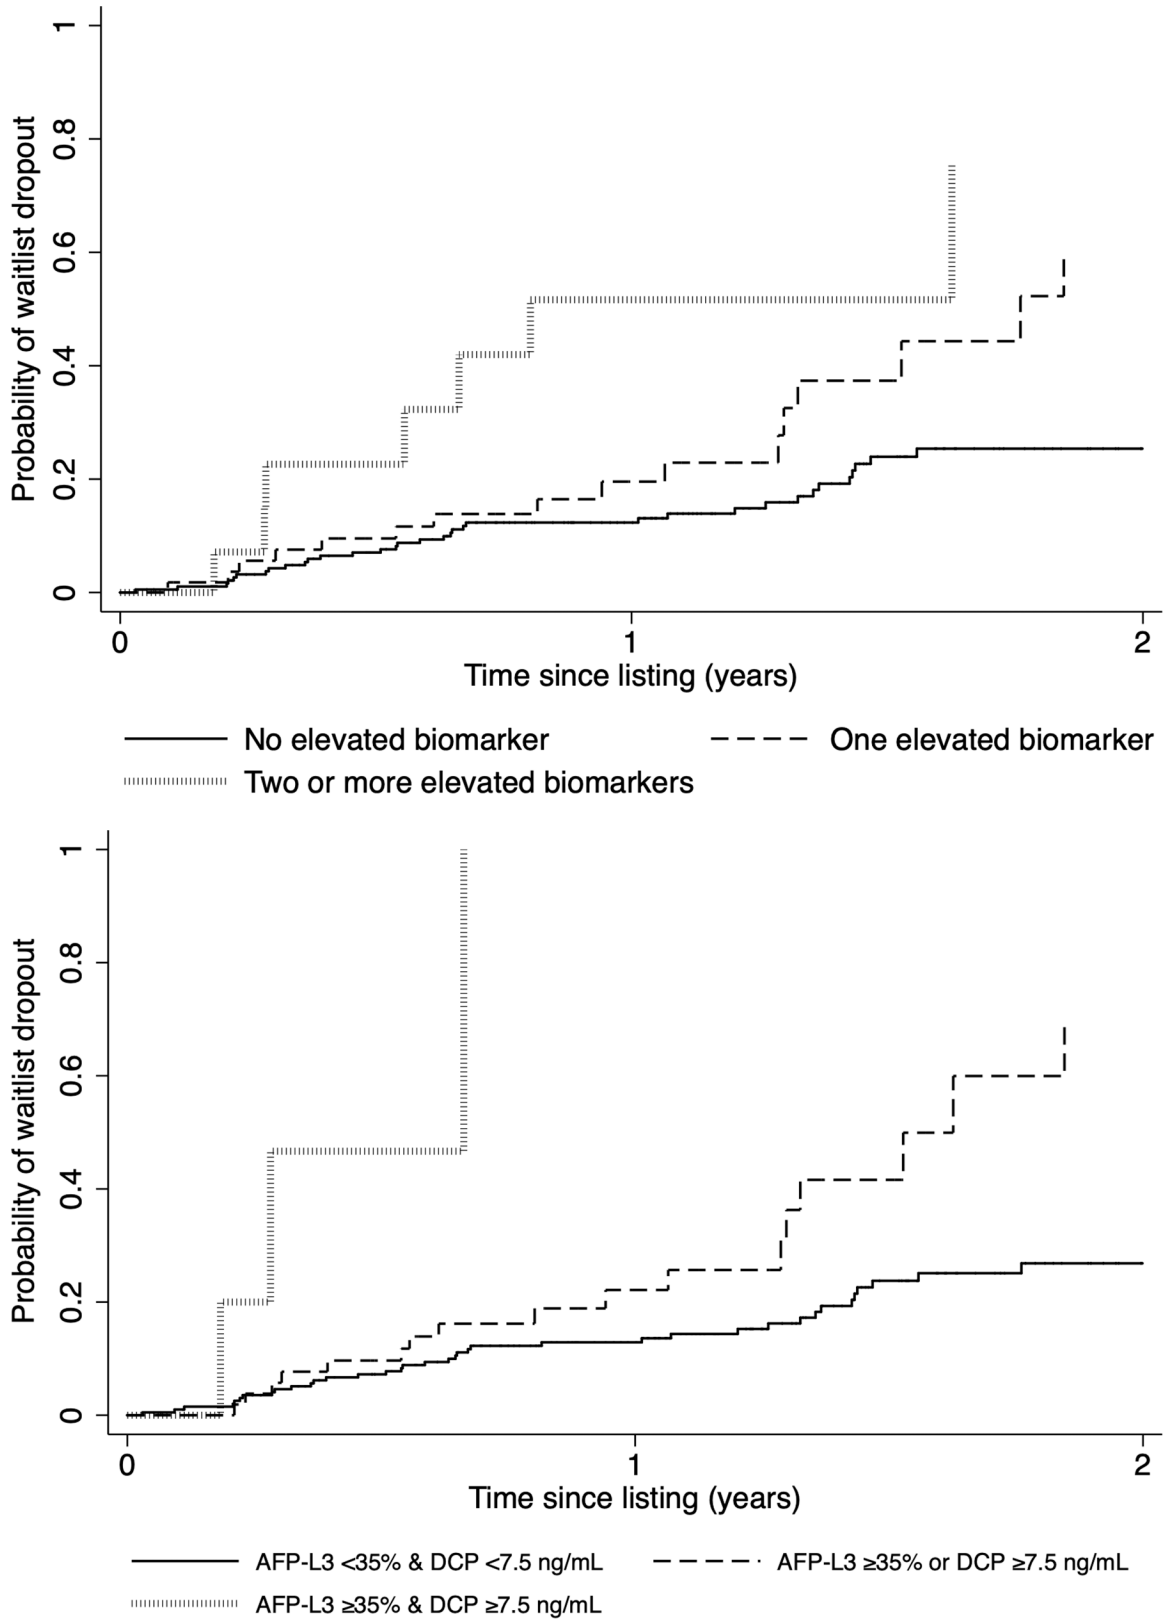 Probability of waitlist dropout
1
0.8
0.6
0.4
0.2
0
0 1 2
Time since listing (years)
No elevated biomarker One elevated biomarker
Two or more elevated biomarkers
Probability of waitlist dropout
1
0.8
0.6
0.4
0.2
0
0 1 2
Time since listing (years)
AFP-L3 <35% & DCP <7.5 ng/mL AFP-L3 ≥35% or DCP ≥7.5 ng/mL
AFP-L3 ≥35% & DCP ≥7.5 ng/mL